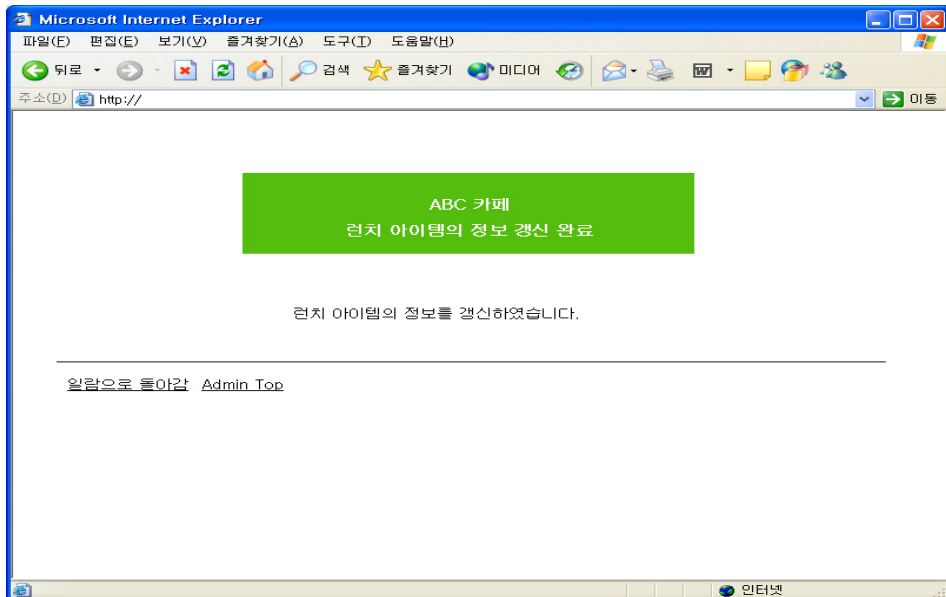 Microsoft Internet Explorer
파일(F) 편집(E) 보기(V) 즐겨찾기(A) 도구(T) 도움말(H)
뒤로 검색 즐겨찾기 미디어
주소(D) http:// 이동
ABC 카페
런치 아이템의 정보 갱신 완료
런치 아이템의 정보를 갱신하였습니다.
일람으로 돌아감 Admin Top
인터넷